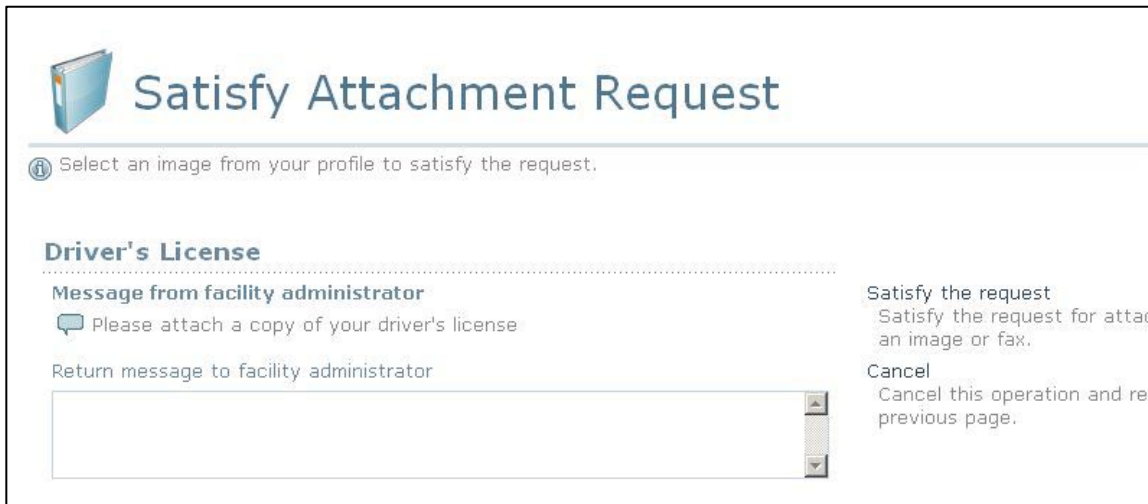 Satisfy Attachment Request
Select an image from your profile to satisfy the request.
Driver's License
Message from facility administrator
Please attach a copy of your driver's license
Return message to facility administrator
Satisfy the request
Satisfy the request for
an image or fax.
Cancel
Cancel this operation and
previous page.